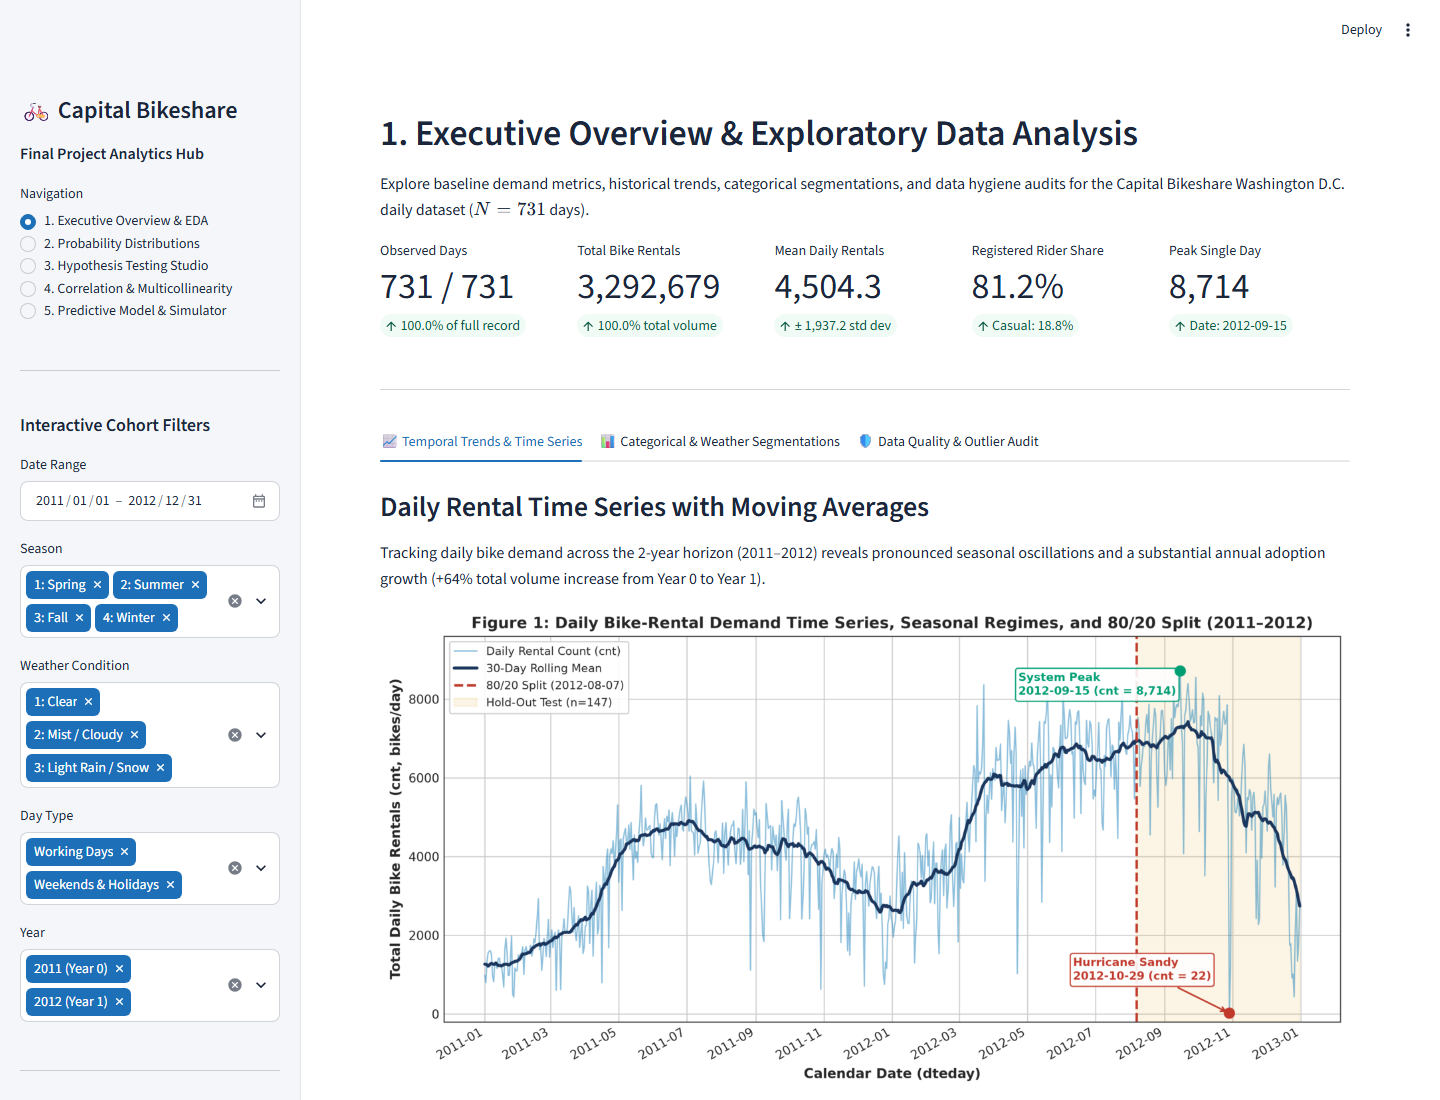 Deploy
Capital Bikeshare
Final Project Analytics Hub
Navigation
1. Executive Overview & EDA
2. Probability Distributions
3. Hypothesis Testing Studio
4. Correlation & Multicollinearity
5. Predictive Model & Simulator
Interactive Cohort Filters
Date Range
2011/01/01 – 2012/12/31
Season
1: Spring × 2: Summer ×
3: Fall × 4: Winter ×
Weather Condition
1: Clear ×
2: Mist / Cloudy ×
3: Light Rain / Snow ×
Day Type
Working Days ×
Weekends & Holidays ×
Year
2011 (Year 0) ×
2012 (Year 1) ×
1. Executive Overview & Exploratory Data Analysis
Explore baseline demand metrics, historical trends, categorical segmentations, and data hygiene audits for the Capital Bikeshare Washington D.C.
daily dataset (N = 731 days).
Observed Days
731 / 731
↑ 100.0% of full record
Total Bike Rentals
3,292,679
↑ 100.0% total volume
Mean Daily Rentals
4,504.3
↑ ± 1,937.2 std dev
Registered Rider Share
81.2%
↑ Casual: 18.8%
Peak Single Day
8,714
↑ Date: 2012-09-15
Temporal Trends & Time Series
Categorical & Weather Segmentations
Data Quality & Outlier Audit
Daily Rental Time Series with Moving Averages
Tracking daily bike demand across the 2-year horizon (2011–2012) reveals pronounced seasonal oscillations and a substantial annual adoption
growth (+64% total volume increase from Year 0 to Year 1).
Figure 1: Daily Bike-Rental Demand Time Series, Seasonal Regimes, and 80/20 Split (2011–2012)
Daily Rental Count (cnt)
30-Day Rolling Mean
80/20 Split (2012-08-07)
Hold-Out Test (n=147)
System Peak
2012-09-15 (cnt = 8,714)
Hurricane Sandy
2012-10-29 (cnt = 22)
Total Daily Bike Rentals (cnt, bikes/day)
8000
6000
4000
2000
0
2011-01
2011-03
2011-05
2011-07
2011-09
2011-11
2012-01
2012-03
2012-05
2012-07
2012-09
2012-11
2013-01
Calendar Date (dteday)